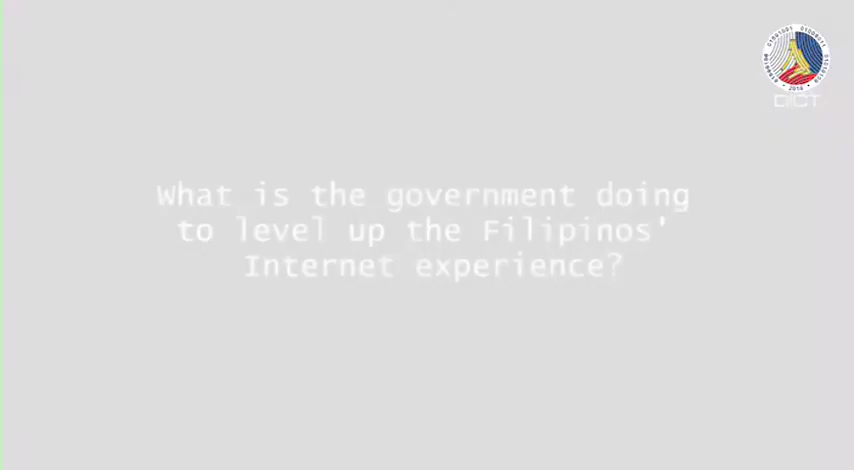 DICT
What is the government doing
to level up the Filipinos'
Internet experience?